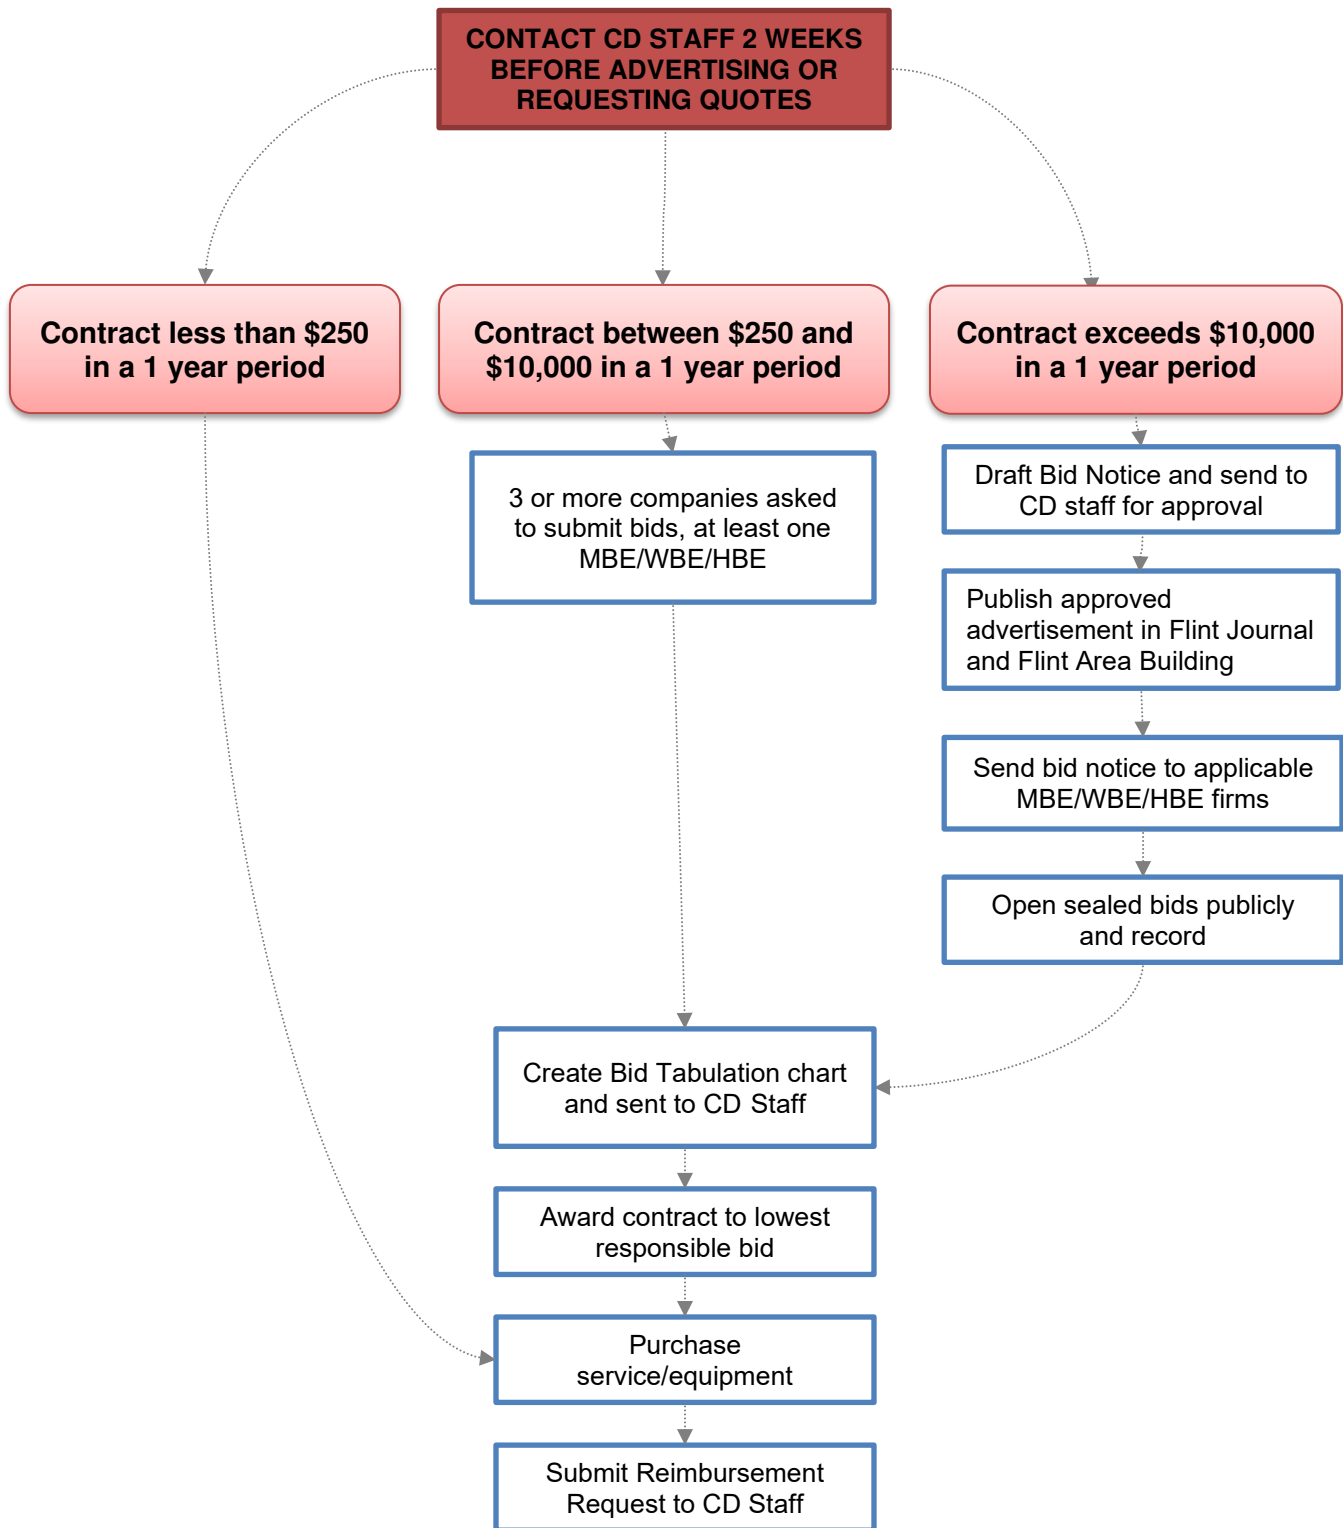 CONTACT CD STAFF 2 WEEKS
BEFORE ADVERTISING OR
REQUESTING QUOTES
Contract less than $250
in a 1 year period
Contract between $250 and
$10,000 in a 1 year period
Contract exceeds $10,000
in a 1 year period
3 or more companies asked
to submit bids, at least one
MBE/WBE/HBE
Draft Bid Notice and send to
CD staff for approval
Publish approved
advertisement in Flint Journal
and Flint Area Building
Send bid notice to applicable
MBE/WBE/HBE firms
Open sealed bids publicly
and record
Create Bid Tabulation chart
and sent to CD Staff
Award contract to lowest
responsible bid
Purchase
service/equipment
Submit Reimbursement
Request to CD Staff